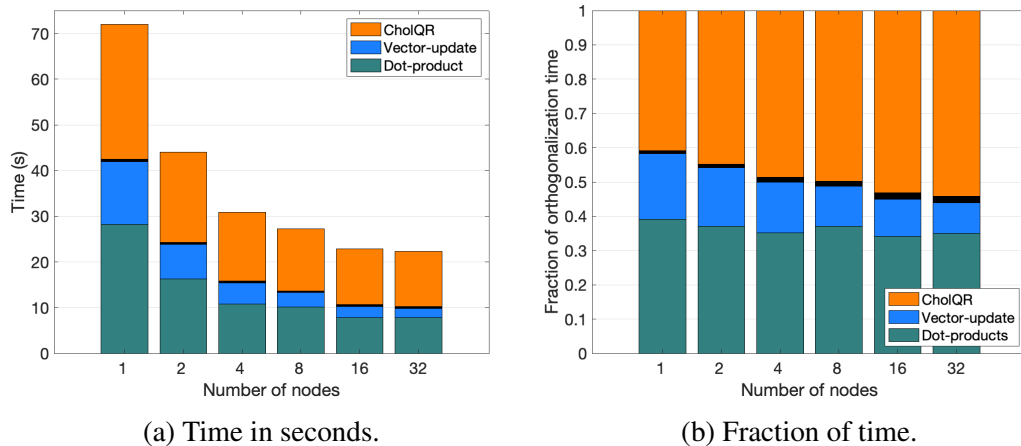 70
60
50
40
30
20
10
0
Time (s)
CholQR
Vector-update
Dot-product
1 2 4 8 16 32
Number of nodes
(a) Time in seconds.
1
0.9
0.8
0.7
0.6
0.5
0.4
0.3
0.2
0.1
0
Fraction of orthogonalization time
CholQR
Vector-update
Dot-products
1 2 4 8 16 32
Number of nodes
(b) Fraction of time.